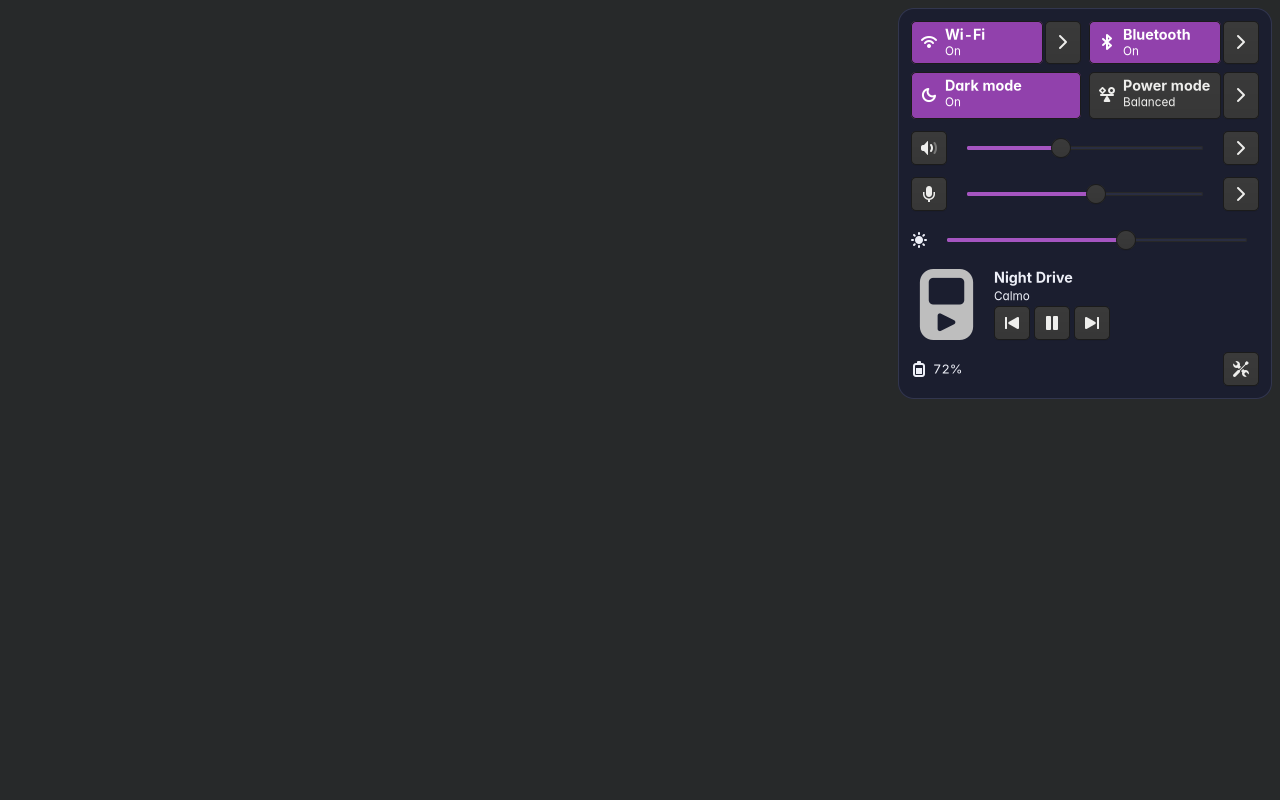 Wi-Fi
On
Bluetooth
On
Dark mode
On
Power mode
Balanced
Night Drive
Calmo
72%